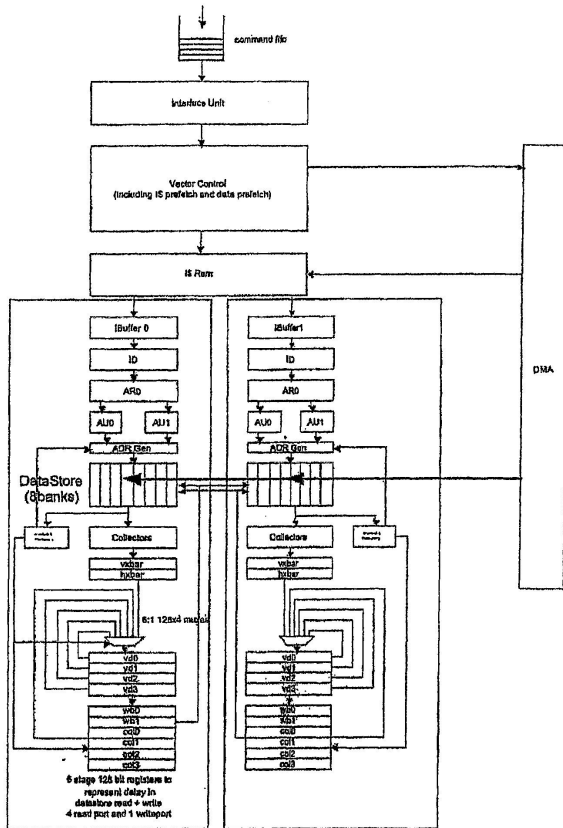 command fifo
Interface Unit
Vector Control
(including IS prefetch and data prefetch)
IS Ram
DMA
IBuffer 0
ID
AR0
AU0
AU1
ADR Gen
DataStore
(8banks)
Collectors
vxbar
hxbar
6:1 128x4
vd0
vd1
vd2
vd3
wb0
wb1
col0
col1
col2
col3
6 stage 128 bit registers to
represent delay in
datastore read + write
4 read port and 1 writeport
IBuffer1
ID
AR0
AU0
AU1
ADR Gen
Collectors
vxbar
hxbar
vd0
vd1
vd2
vd3
wb0
wb1
col0
col1
col2
col3